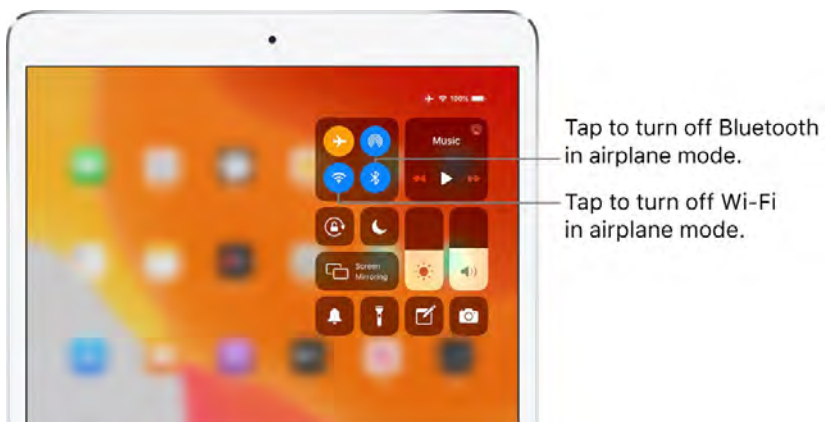 100%
Music
Tap to turn off Bluetooth
in airplane mode.
Tap to turn off Wi-Fi
in airplane mode.
Screen
Mirroring